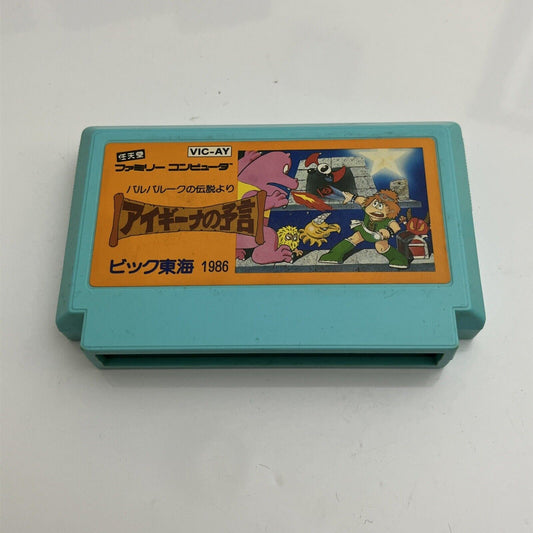 任天堂
VIC-AY
ファミリーコンピュータ
バルバルークの伝説より
アイギーナの予言
ビック東海 1986